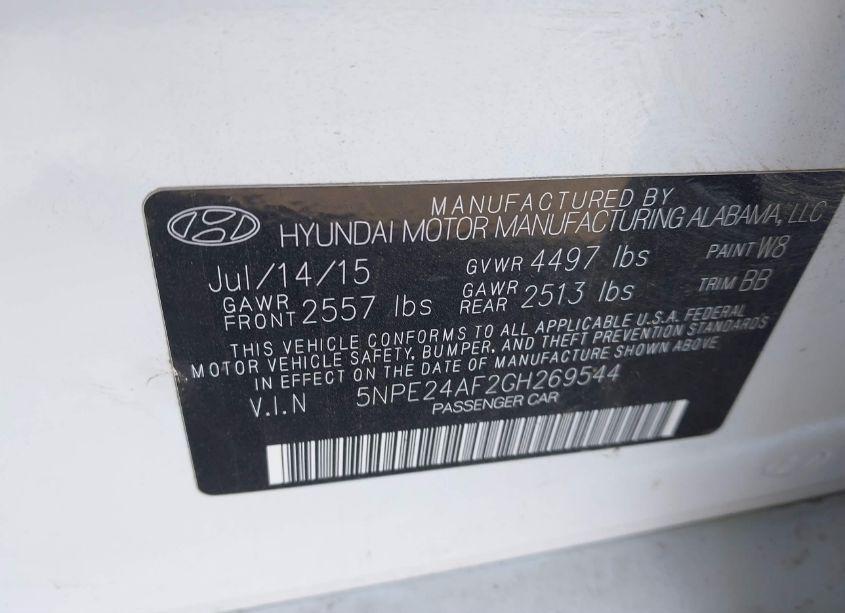 MANUFACTURED BY
HYUNDAI MOTOR MANUFACTURING ALABAMA, LLC
Jul/14/15 GVWR 4497 lbs PAINT W8
GAWR FRONT 2557 lbs GAWR REAR 2513 lbs TRIM BB
THIS VEHICLE CONFORMS TO ALL APPLICABLE U.S.A. FEDERAL
MOTOR VEHICLE SAFETY, BUMPER, AND THEFT PREVENTION STANDARDS
IN EFFECT ON THE DATE OF MANUFACTURE SHOWN ABOVE
V.I.N 5NPE24AF2GH269544
PASSENGER CAR